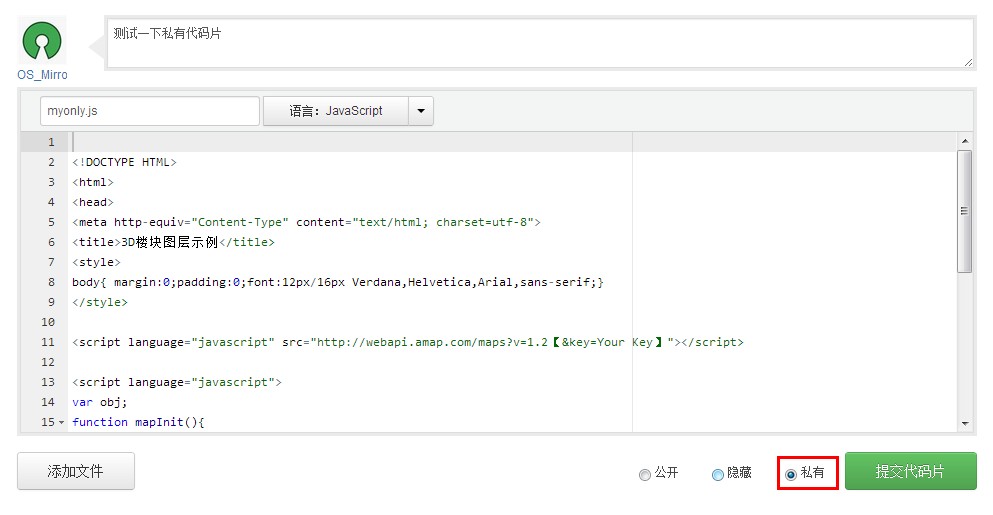 测试一下私有代码片
OS_Mirro
myonly.js
语言：JavaScript
1
2 <!DOCTYPE HTML>
3 <html>
4 <head>
5 <meta http-equiv="Content-Type" content="text/html; charset=utf-8">
6 <title>3D楼块图层示例</title>
7 <style>
8 body{ margin:0;padding:0;font:12px/16px Verdana,Helvetica,Arial,sans-serif;}
9 </style>
10
11 <script language="javascript" src="http://webapi.amap.com/maps?v=1.2【&key=Your Key】"></script>
12
13 <script language="javascript">
14 var obj;
15 function mapInit(){
添加文件
公开
隐藏
私有
提交代码片